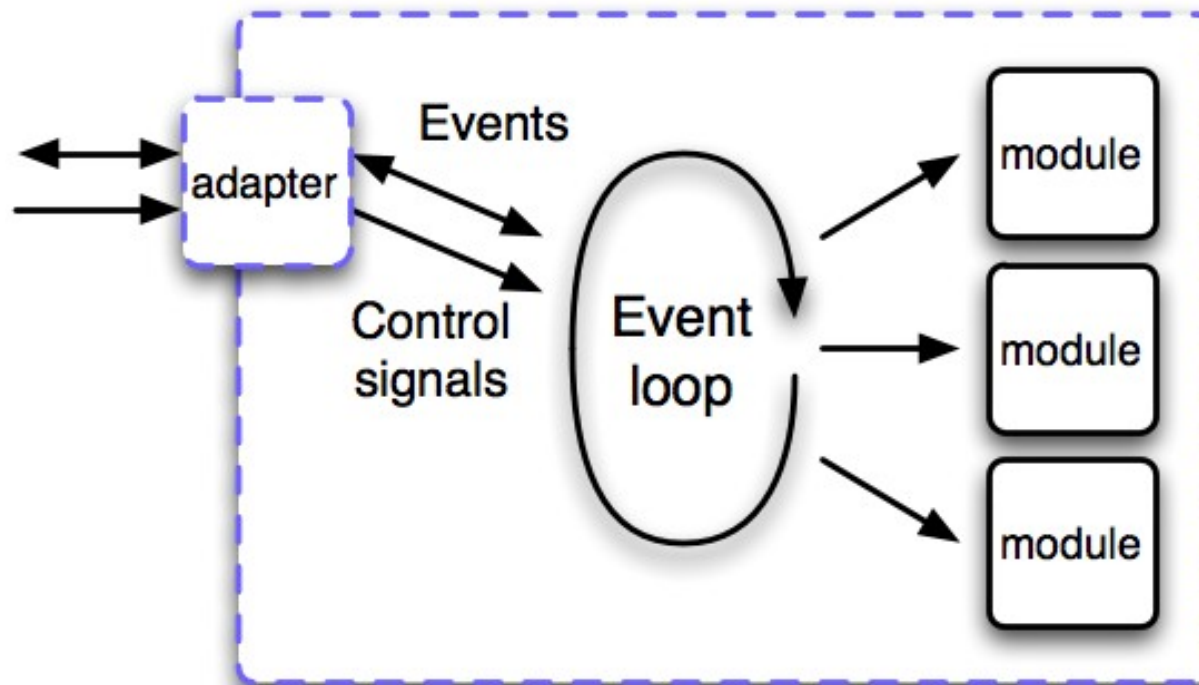 Events
adapter
Control
signals
Event
loop
module
module
module